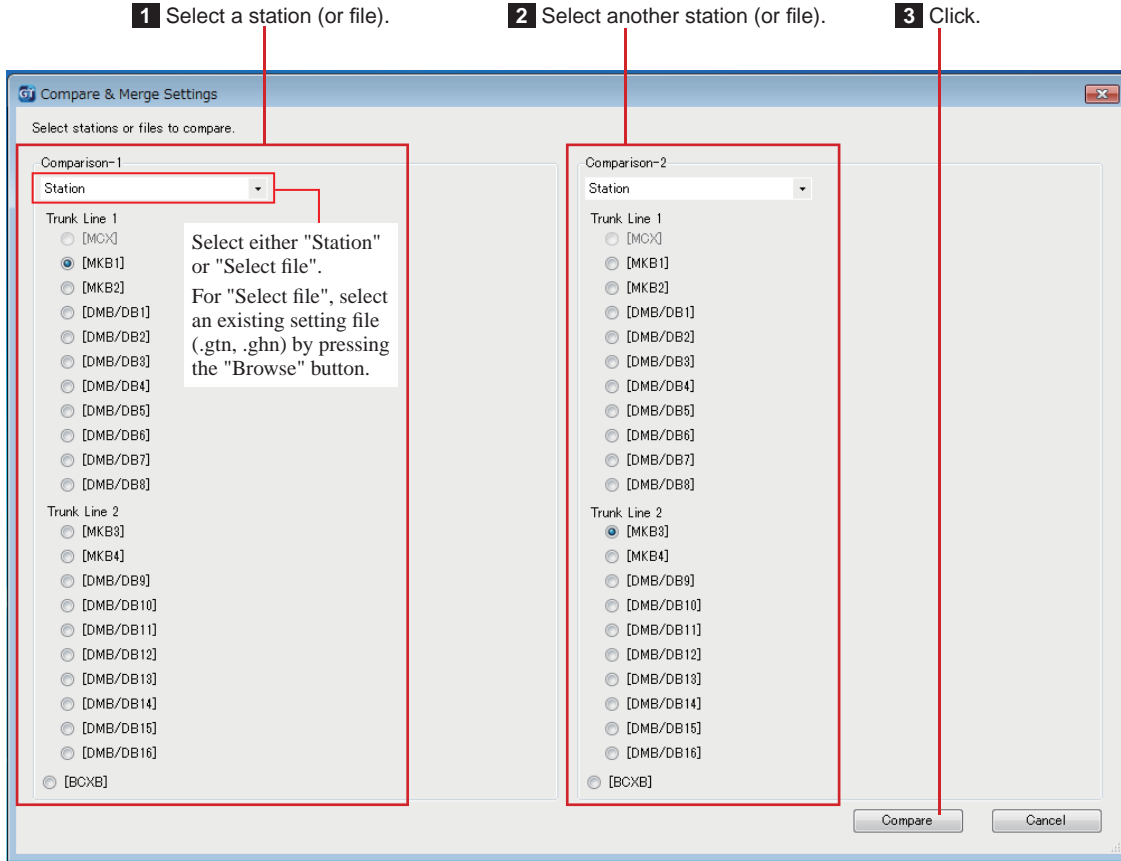 1 Select a station (or file).
2 Select another station (or file).
3 Click.
GT Compare & Merge Settings
Select stations or files to compare.
Comparison-1
Station
Trunk Line 1
[MCX]
[MKB1]
[MKB2]
[DMB/DB1]
[DMB/DB2]
[DMB/DB3]
[DMB/DB4]
[DMB/DB5]
[DMB/DB6]
[DMB/DB7]
[DMB/DB8]
Trunk Line 2
[MKB3]
[MKB4]
[DMB/DB9]
[DMB/DB10]
[DMB/DB11]
[DMB/DB12]
[DMB/DB13]
[DMB/DB14]
[DMB/DB15]
[DMB/DB16]
[BCXB]
Select either "Station"
or "Select file".
For "Select file", select
an existing setting file
(.gtn, .ghn) by pressing
the "Browse" button.
Comparison-2
Station
Trunk Line 1
[MCX]
[MKB1]
[MKB2]
[DMB/DB1]
[DMB/DB2]
[DMB/DB3]
[DMB/DB4]
[DMB/DB5]
[DMB/DB6]
[DMB/DB7]
[DMB/DB8]
Trunk Line 2
[MKB3]
[MKB4]
[DMB/DB9]
[DMB/DB10]
[DMB/DB11]
[DMB/DB12]
[DMB/DB13]
[DMB/DB14]
[DMB/DB15]
[DMB/DB16]
[BCXB]
Compare
Cancel